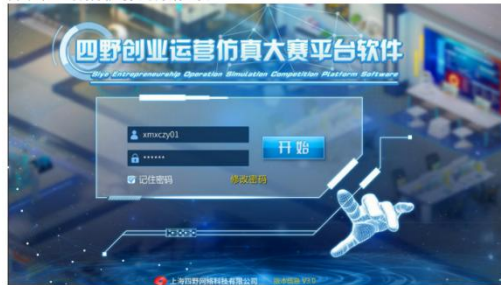 四野创业运营仿真大赛平台软件
Siye Entrepreneurship Operation Simulation Competition Platform Software
xmxczy01
******
开始
记住密码
修改密码
上海四野网络科技有限公司